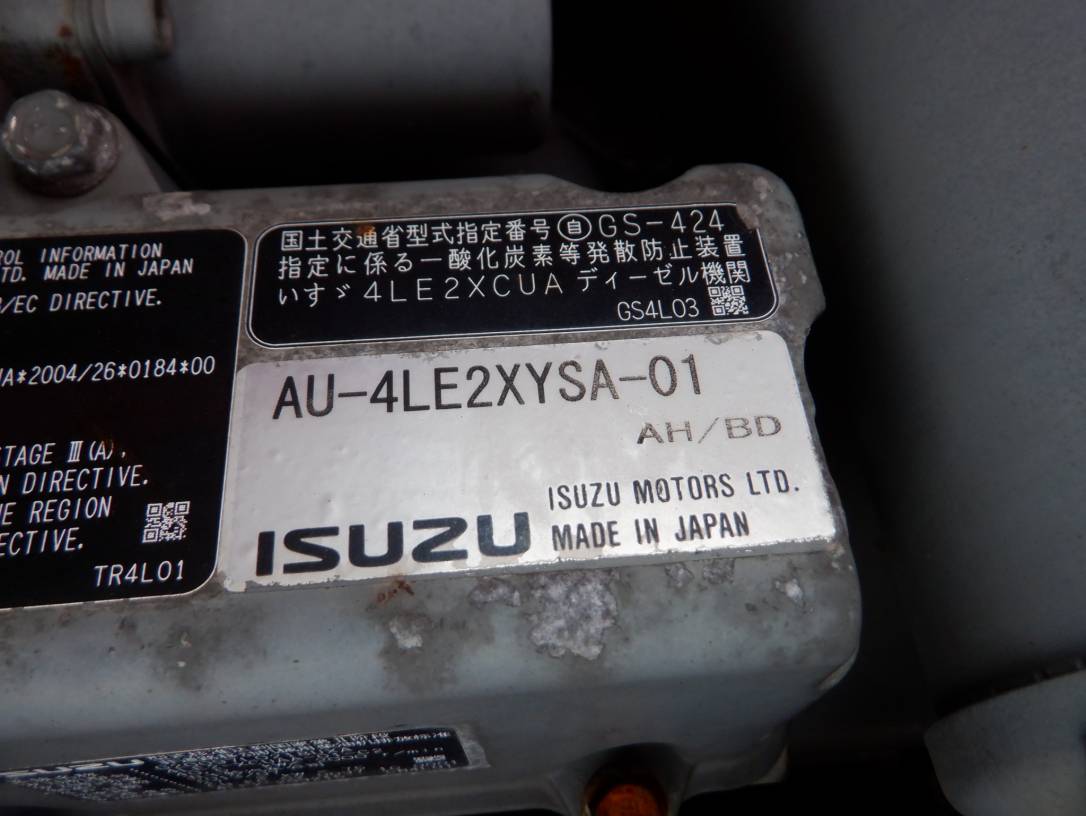 ROL INFORMATION
LTD. MADE IN JAPAN
/EC DIRECTIVE.
*2004/26*0184*00
STAGE Ⅲ(A),
N DIRECTIVE.
E REGION
ECTIVE.
TR4L01
国土交通省型式指定番号 自 GS-424
指定に係る一酸化炭素等発散防止装置
いすゞ 4LE2XCUA ディーゼル機関
GS4L03
AU-4LE2XYSA-01
AH/BD
ISUZU
ISUZU MOTORS LTD.
MADE IN JAPAN